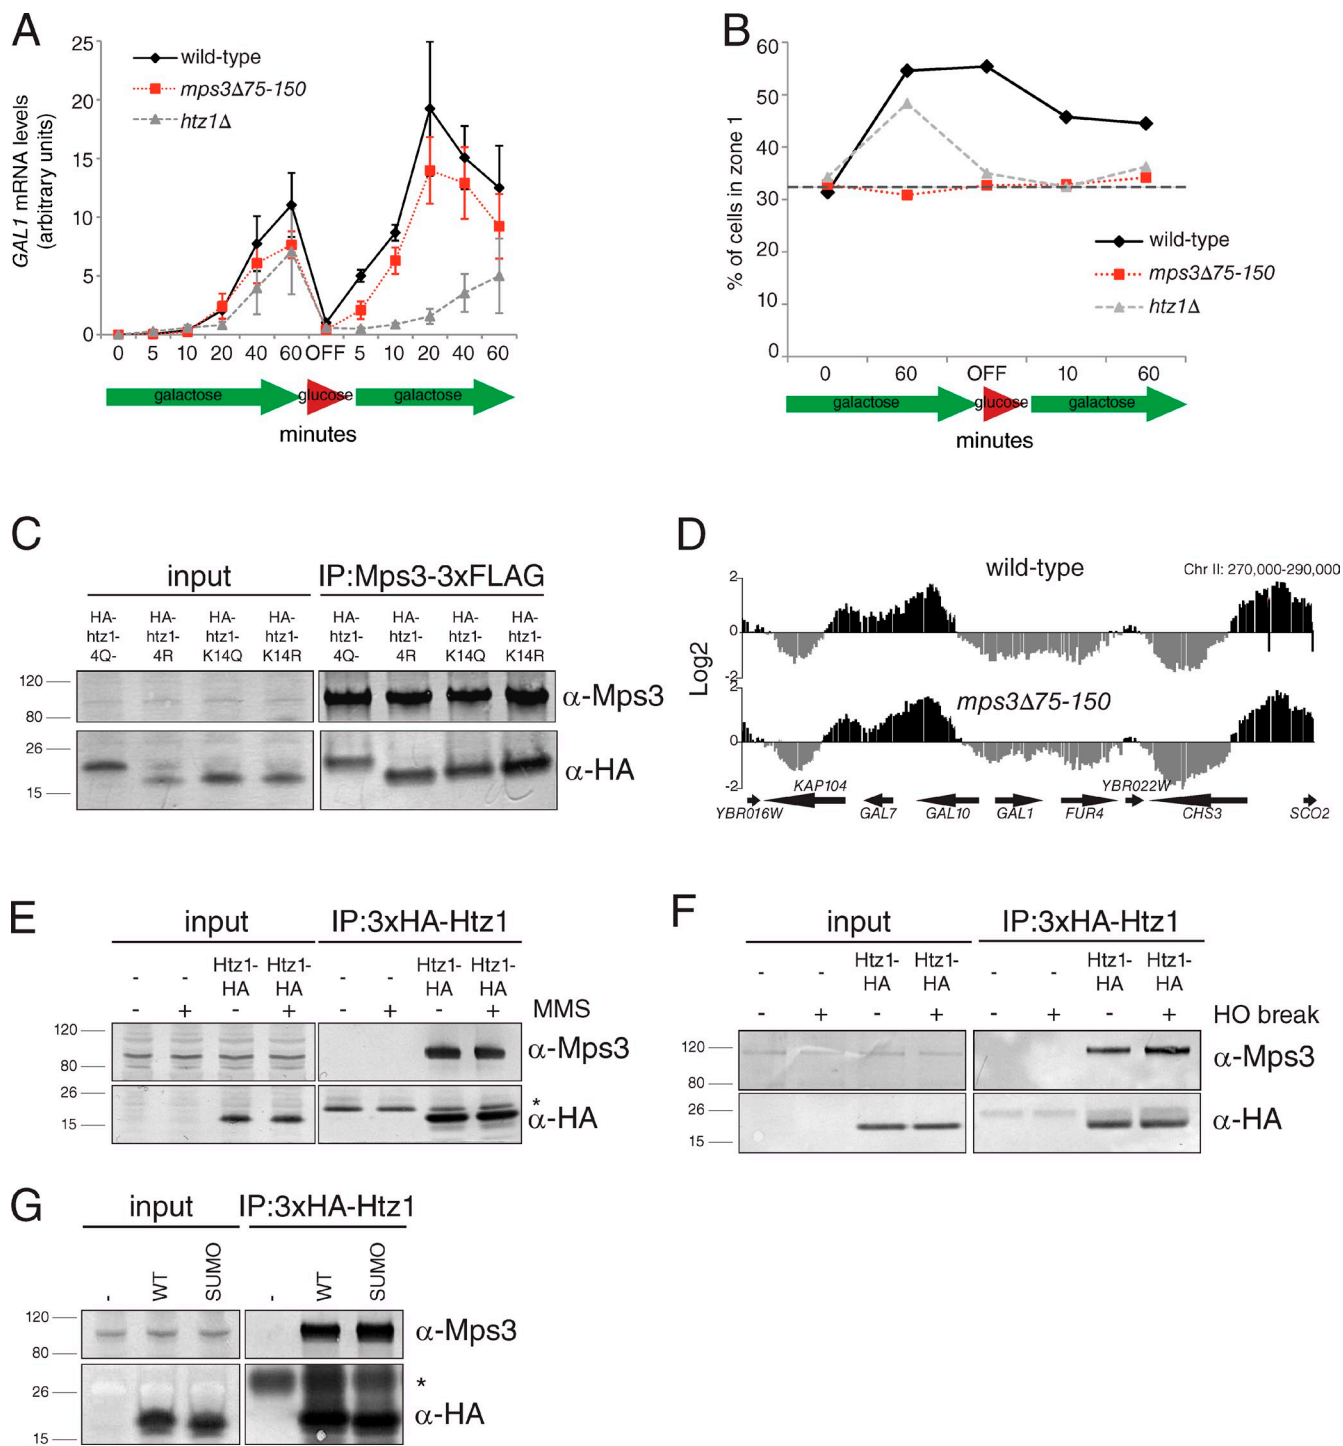 A
25
20
15
10
5
0
GAL1 mRNA levels
(arbitrary units)
wild-type
mps3Δ75-150
htz1Δ
0 5 10 20 40 60 OFF 5 10 20 40 60
galactose glucose galactose
minutes
B
60
50
40
30
20
10
0
% of cells in zone 1
wild-type
mps3Δ75-150
htz1Δ
0 60 OFF 10 60
galactose glucose galactose
minutes
C
input IP:Mps3-3xFLAG
HA- HA- HA- HA- HA- HA- HA- HA-
htz1- htz1- htz1- htz1- htz1- htz1- htz1- htz1-
4Q- 4R K14Q K14R 4Q- 4R K14Q K14R
120
80
α-Mps3
26
15
α-HA
D
wild-type
Chr II: 270,000-290,000
2
0
-2
Log2
mps3Δ75-150
2
0
-2
KAP104 YBR022W
YBR016W GAL7 GAL10 GAL1 FUR4 CHS3 SCO2
E
input IP:3xHA-Htz1
- - Htz1- Htz1- - - Htz1- Htz1-
HA HA HA HA
- + - + - + - + MMS
120
80
α-Mps3
26
15
*
α-HA
F
input IP:3xHA-Htz1
- - Htz1- Htz1- - - Htz1- Htz1-
HA HA HA HA
- + - + - + - + HO break
120
80
α-Mps3
26
15
α-HA
G
input IP:3xHA-Htz1
- WT SUMO - WT SUMO
120
80
α-Mps3
26
15
*
α-HA